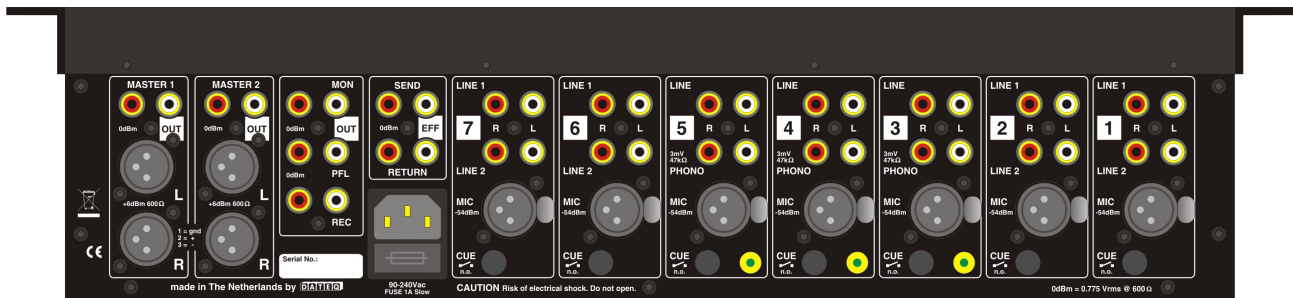 MASTER 1
0dBm
OUT
L
+6dBm 600Ω
R
1 = gnd
2 = +
3 = -
MASTER 2
0dBm
OUT
L
+6dBm 600Ω
R
MON
0dBm
OUT
0dBm
PFL
REC
Serial No.:
SEND
0dBm
EFF
RETURN
90-240Vac
FUSE 1A Slow
LINE 1
7
R
L
LINE 2
MIC
-54dBm
CUE
n.o.
LINE 1
6
R
L
LINE 2
MIC
-54dBm
CUE
n.o.
LINE
5
R
L
3mV
47kΩ
PHONO
MIC
-54dBm
CUE
n.o.
LINE
4
R
L
3mV
47kΩ
PHONO
MIC
-54dBm
CUE
n.o.
LINE
3
R
L
3mV
47kΩ
PHONO
MIC
-54dBm
CUE
n.o.
LINE 1
2
R
L
LINE 2
MIC
-54dBm
CUE
n.o.
LINE 1
1
R
L
LINE 2
MIC
-54dBm
CUE
n.o.
CE
made in The Netherlands by DATEQ
CAUTION Risk of electrical shock. Do not open.
0dBm = 0.775 Vrms @ 600Ω